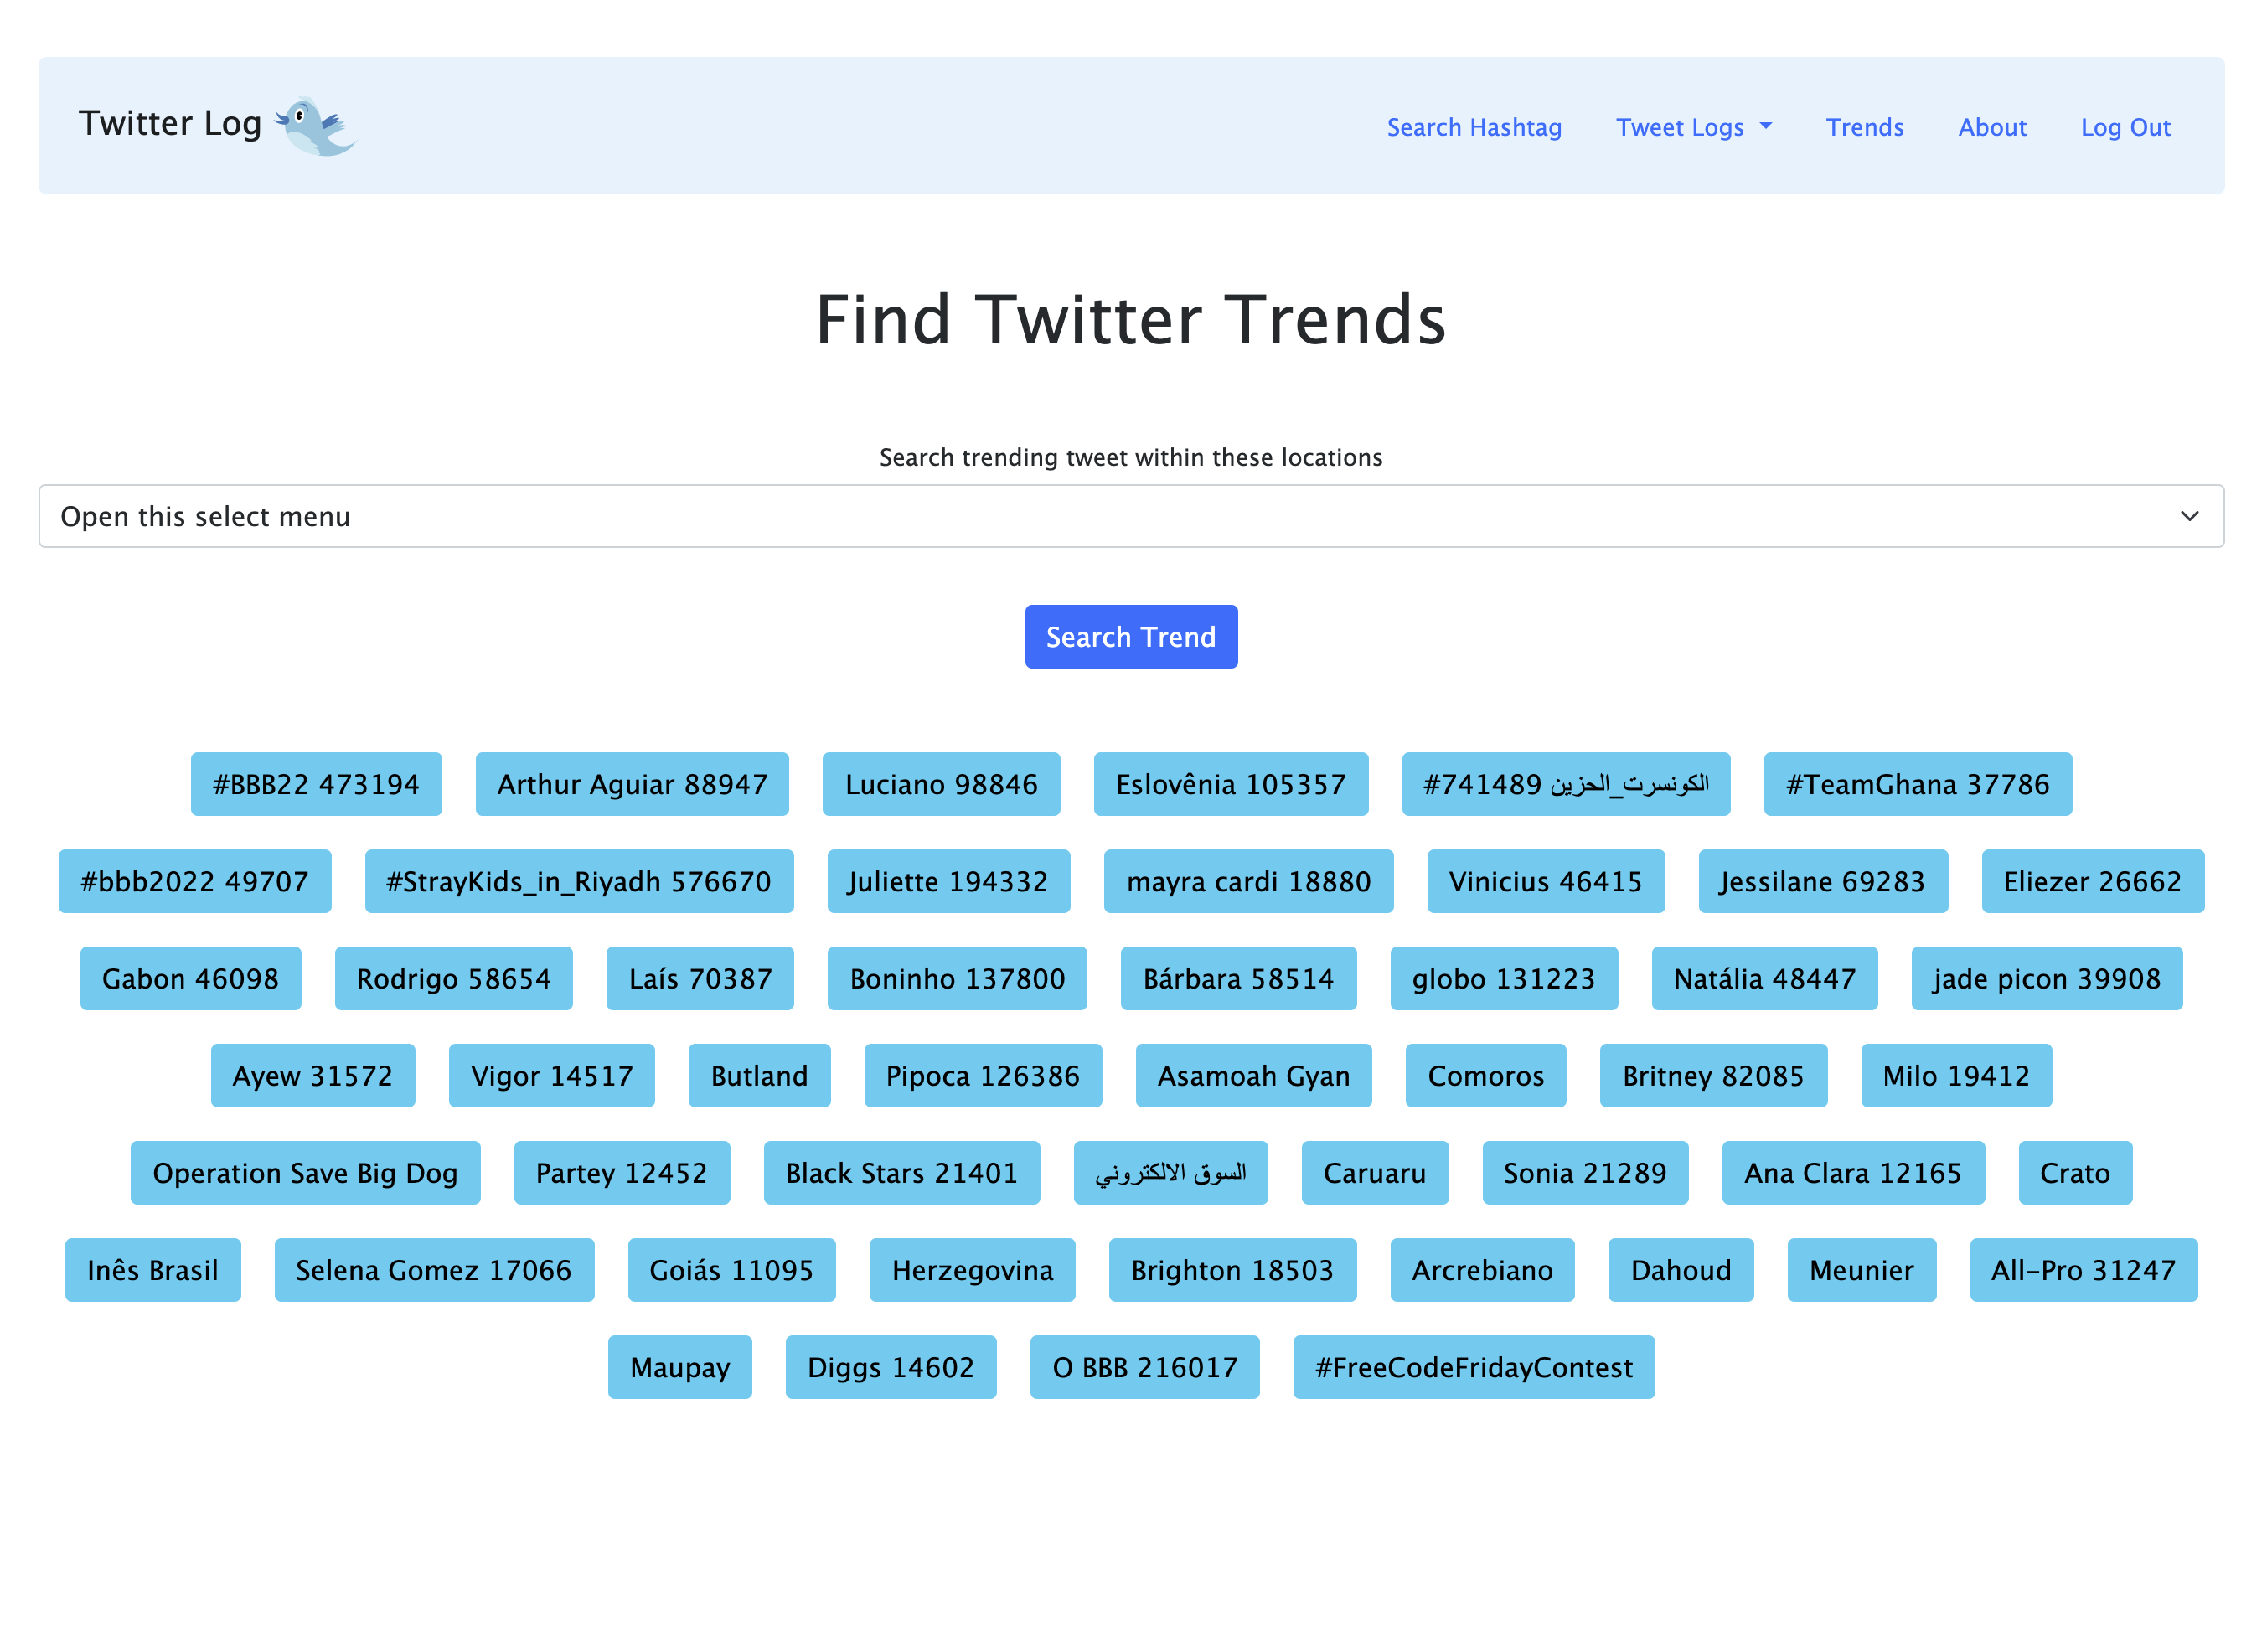 Twitter Log
Search Hashtag Tweet Logs Trends About Log Out
Find Twitter Trends
Search trending tweet within these locations
Open this select menu
Search Trend
#BBB22 473194 Arthur Aguiar 88947 Luciano 98846 Eslovênia 105357 #الكونسرت_الحزين 741489 #TeamGhana 37786
#bbb2022 49707 #StrayKids_in_Riyadh 576670 Juliette 194332 mayra cardi 18880 Vinicius 46415 Jessilane 69283 Eliezer 26662
Gabon 46098 Rodrigo 58654 Laís 70387 Boninho 137800 Bárbara 58514 globo 131223 Natália 48447 jade picon 39908
Ayew 31572 Vigor 14517 Butland Pipoca 126386 Asamoah Gyan Comoros Britney 82085 Milo 19412
Operation Save Big Dog Partey 12452 Black Stars 21401 السوق الالكتروني Caruaru Sonia 21289 Ana Clara 12165 Crato
Inês Brasil Selena Gomez 17066 Goiás 11095 Herzegovina Brighton 18503 Arcrebiano Dahoud Meunier All-Pro 31247
Maupay Diggs 14602 O BBB 216017 #FreeCodeFridayContest